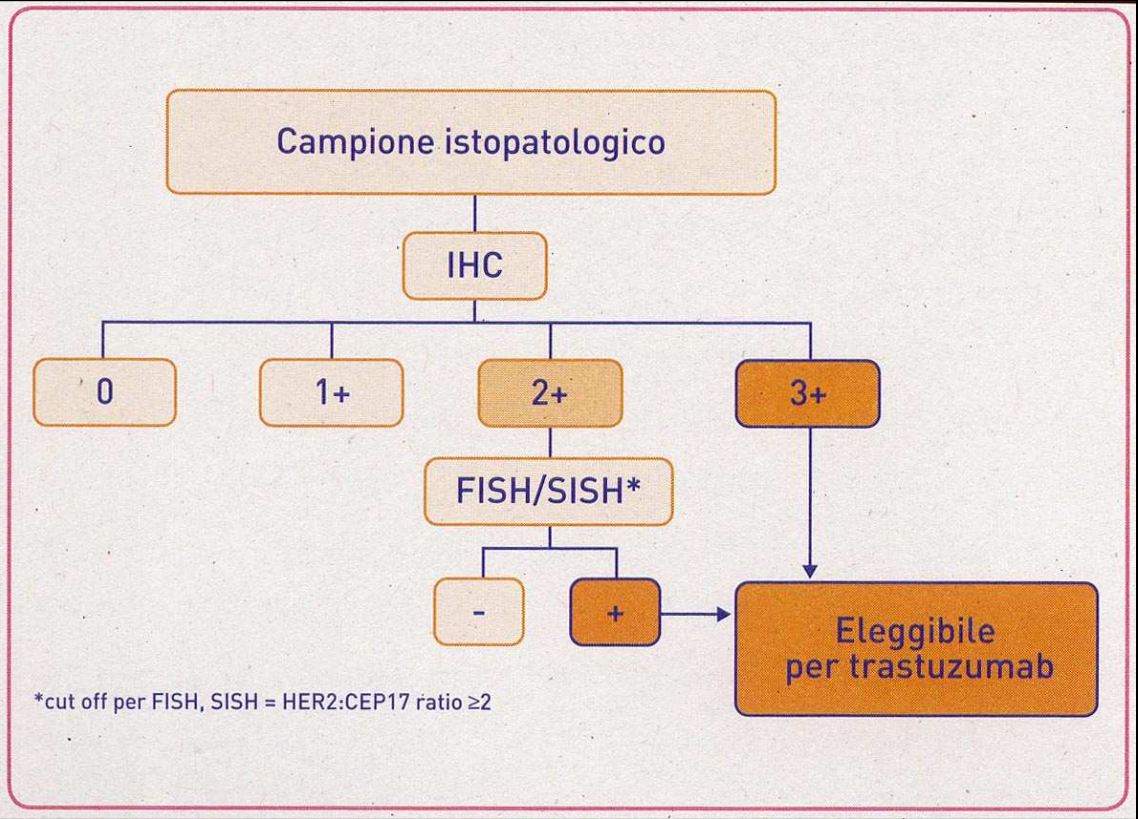 Campione istopatologico
IHC
0
1+
2+
3+
FISH/SISH*
-
+
Eleggibile
per trastuzumab
*cut off per FISH, SISH = HER2:CEP17 ratio ≥2